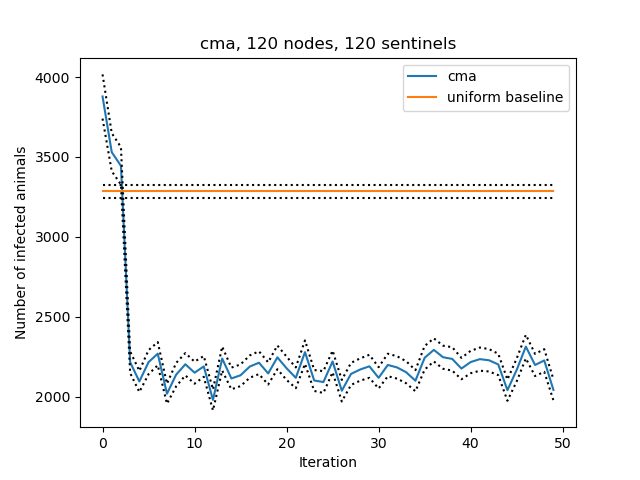 cma, 120 nodes, 120 sentinels
cma
uniform baseline
4000
3500
3000
2500
2000
Number of infected animals
0 10 20 30 40 50
Iteration